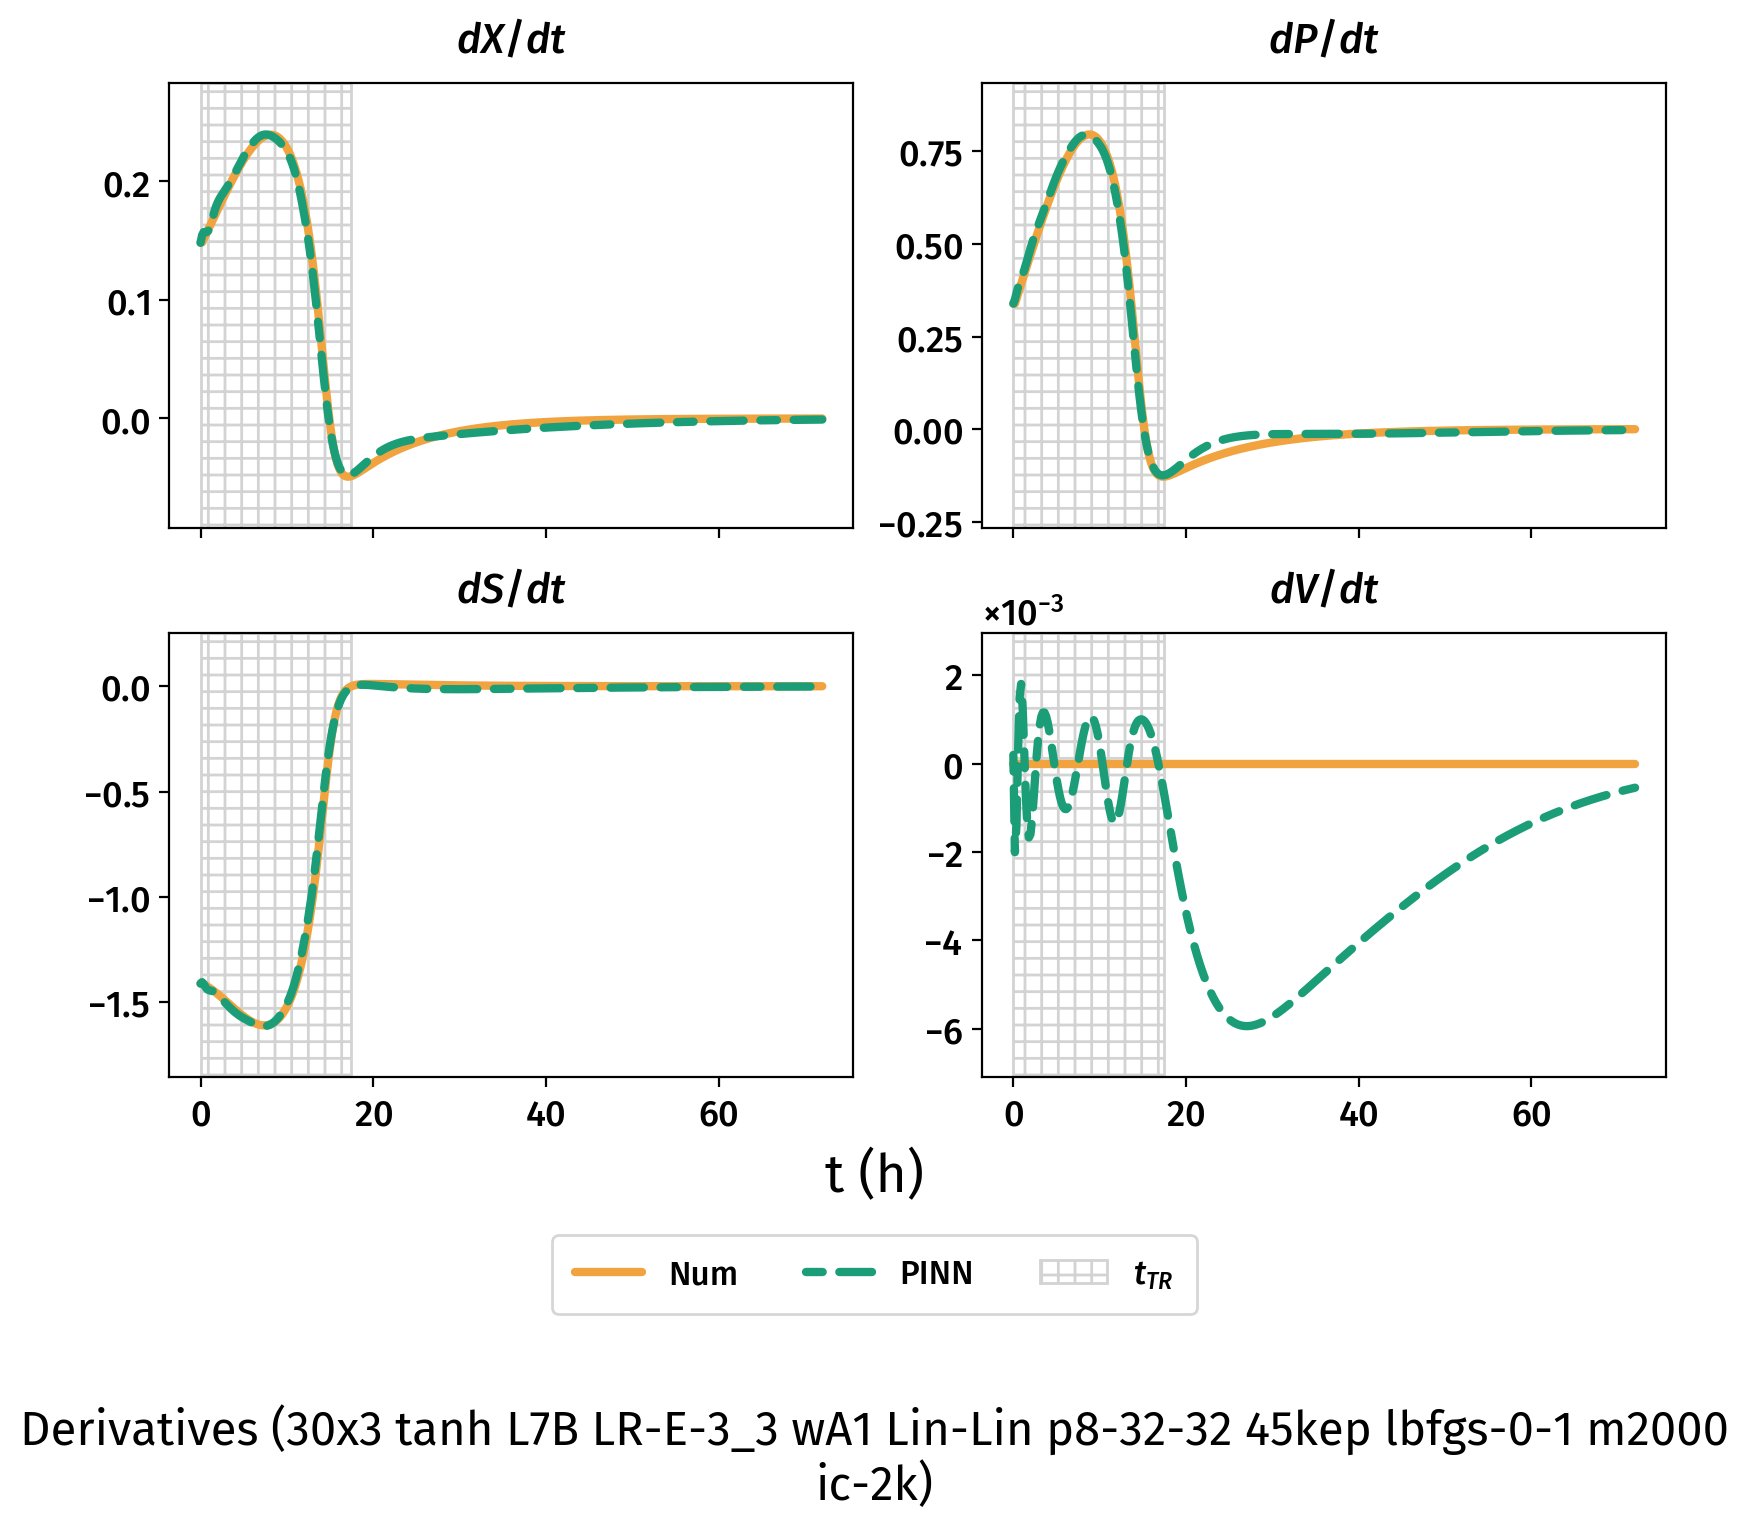 dX/dt
dP/dt
0.2
0.1
0.0
0.75
0.50
0.25
0.00
−0.25
dS/dt
dV/dt
×10⁻³
0.0
−0.5
−1.0
−1.5
2
0
−2
−4
−6
0 20 40 60
0 20 40 60
t (h)
Num PINN t_TR
Derivatives (30x3 tanh L7B LR-E-3_3 wA1 Lin-Lin p8-32-32 45kep lbfgs-0-1 m2000
ic-2k)